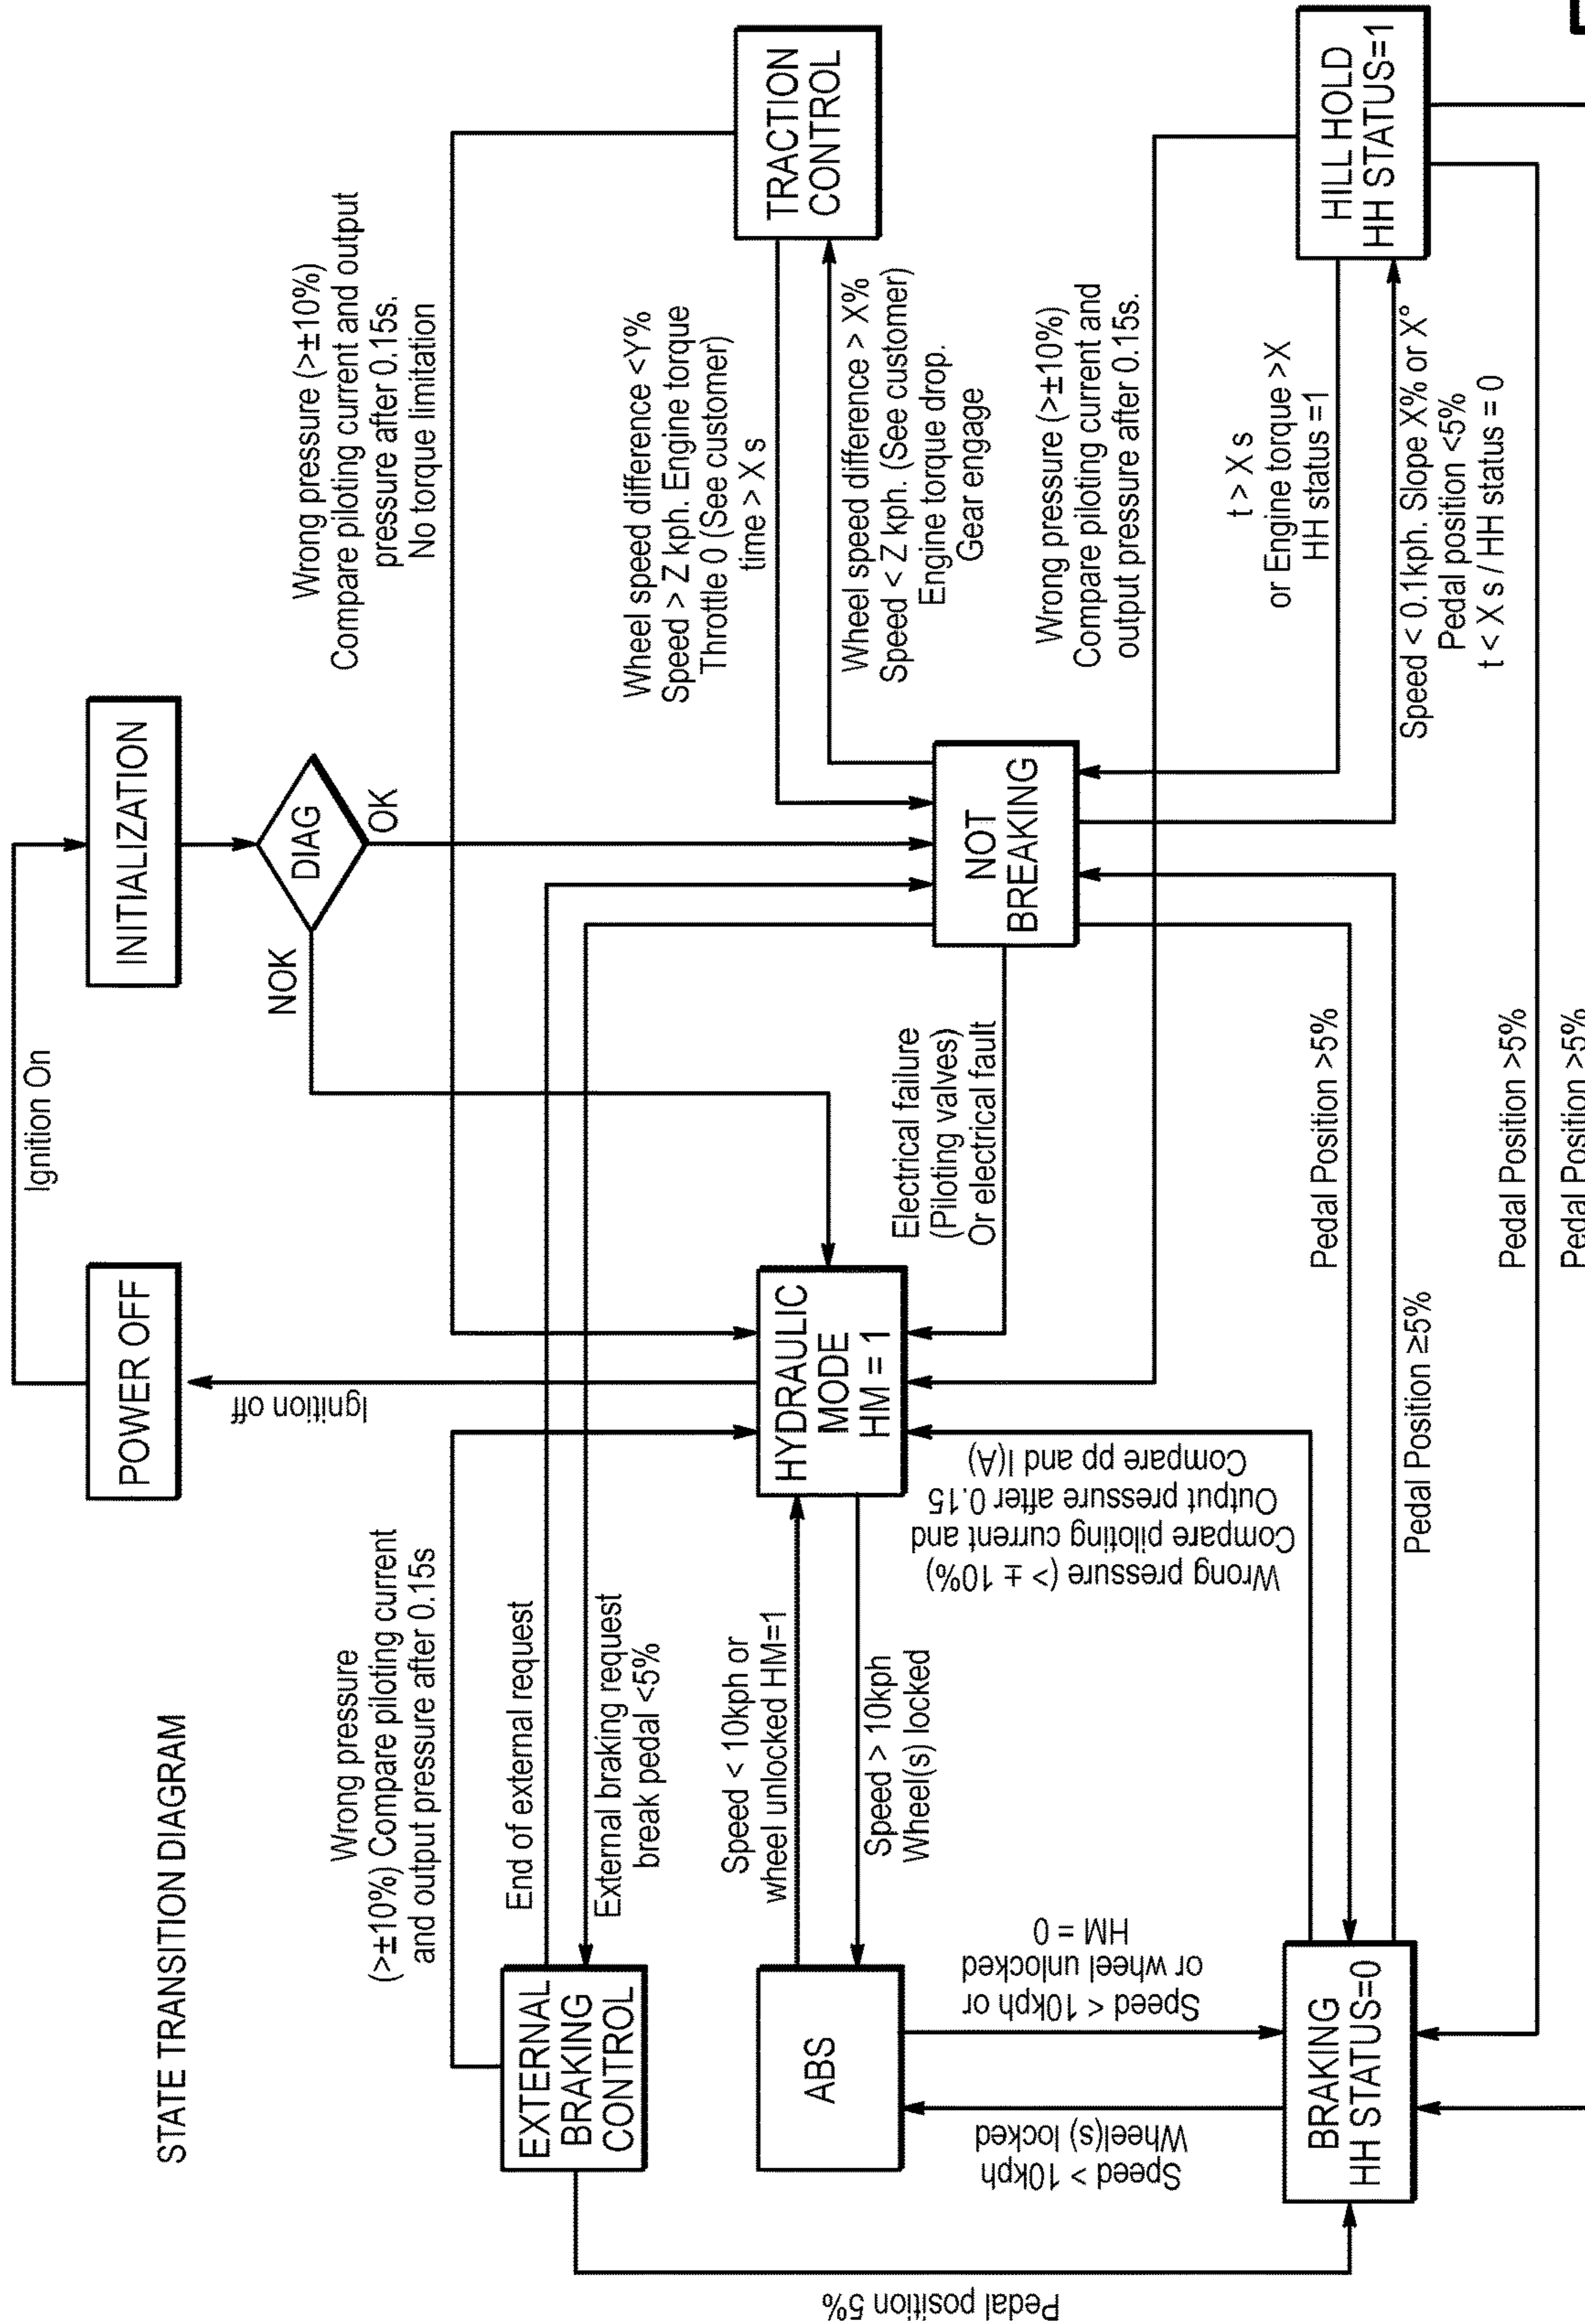 STATE TRANSITION DIAGRAM
POWER OFF
Ignition On
INITIALIZATION
Ignition off
DIAG
NOK
OK
Wrong pressure
(>±10%) Compare piloting current
and output pressure after 0.15s
Wrong pressure (>±10%)
Compare piloting current and output
pressure after 0.15s.
No torque limitation
End of external request
External braking request
break pedal <5%
EXTERNAL
BRAKING
CONTROL
Wheel speed difference <Y%
Speed > Z kph. Engine torque
Throttle 0 (See customer)
time > X s
TRACTION
CONTROL
Wheel speed difference > X%
Speed < Z kph. (See customer)
Engine torque drop.
Gear engage
Speed < 10kph or
wheel unlocked HM=1
Speed > 10kph
Wheel(s) locked
ABS
HYDRAULIC
MODE
HM = 1
Electrical failure
(Piloting valves)
Or electrical fault
NOT
BREAKING
Wrong pressure (>±10%)
Compare piloting current and
output pressure after 0.15s.
Speed > 10kph
Wheel(s) locked
Speed < 10kph or
or wheel unlocked
HM = 0
Wrong pressure (> ± 10%)
Compare piloting current and
Output pressure after 0.15
Compare pp and I(A)
t > X s
or Engine torque >X
HH status =1
HILL HOLD
HH STATUS=1
Pedal position 5%
BRAKING
HH STATUS=0
Pedal Position >5%
Pedal Position ≥5%
Speed < 0.1kph. Slope X% or X°
Pedal position <5%
t < X s / HH status = 0
Pedal Position >5%
Pedal Position >5%